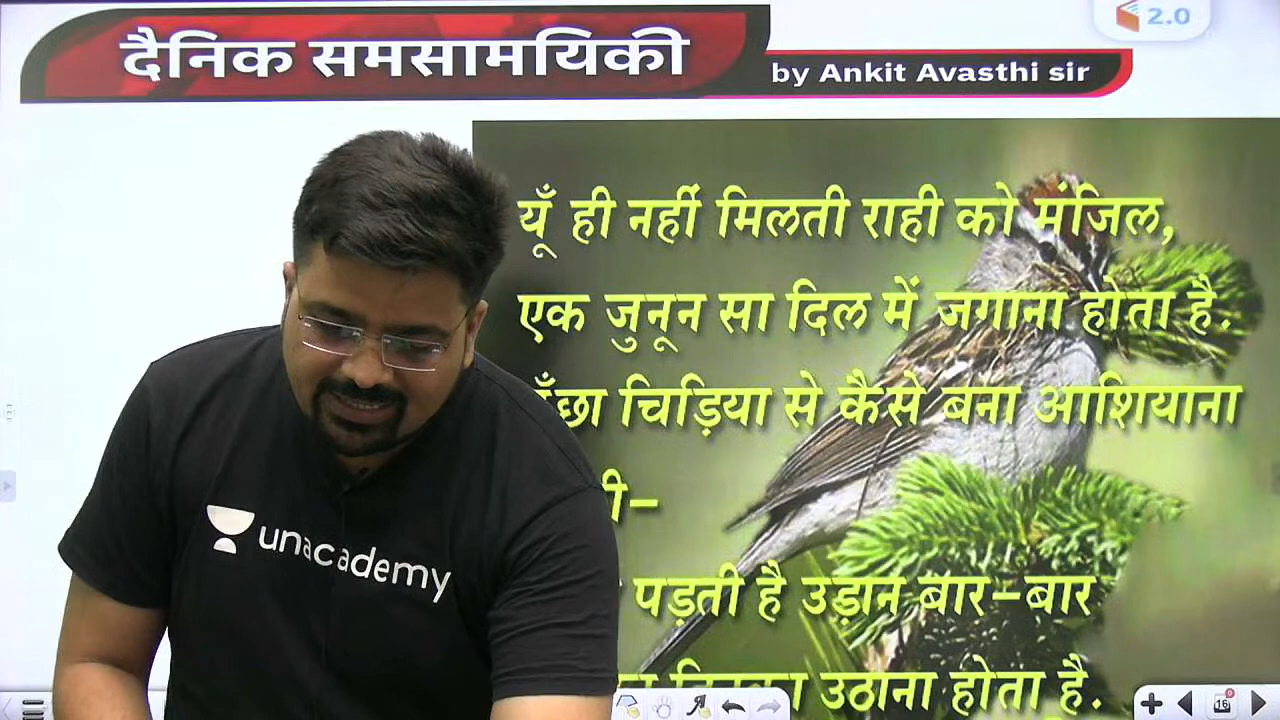 दैनिक समसामयिकी
by Ankit Avasthi sir
2.0
यूँ ही नहीं मिलती राही को मंजिल,
एक जुनून सा दिल में जगाना होता है.
चिड़िया से कैसे बना आशियाना
पड़ती है उड़ान बार-बार
उठाना होता है.
unacademy
16